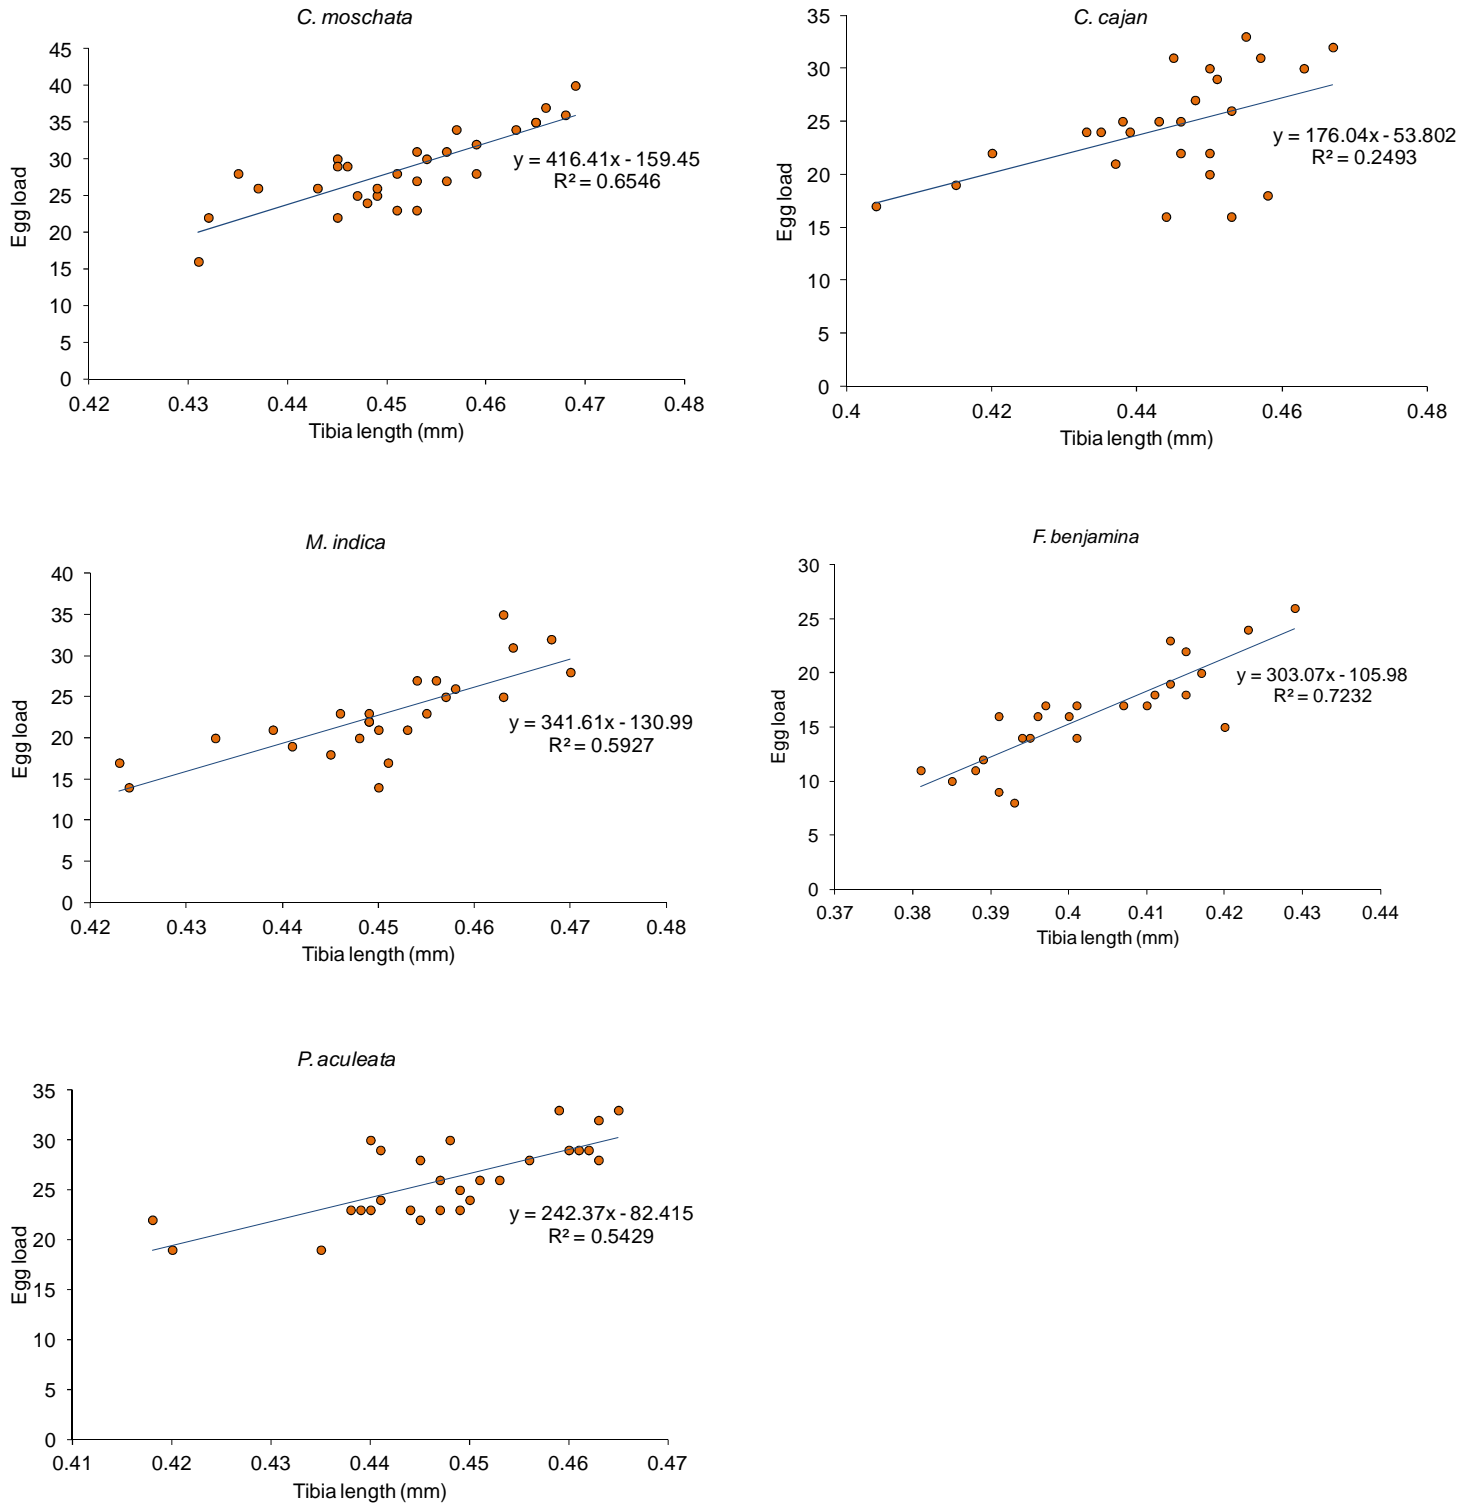 C. moschata
45
40
35
30
25
20
15
10
5
0
Egg load
y = 416.41x - 159.45
R² = 0.6546
0.42 0.43 0.44 0.45 0.46 0.47 0.48
Tibia length (mm)
C. cajan
35
30
25
20
15
10
5
0
Egg load
y = 176.04x - 53.802
R² = 0.2493
0.4 0.42 0.44 0.46 0.48
Tibia length (mm)
M. indica
40
35
30
25
20
15
10
5
0
Egg load
y = 341.61x - 130.99
R² = 0.5927
0.42 0.43 0.44 0.45 0.46 0.47 0.48
Tibia length (mm)
F. benjamina
30
25
20
15
10
5
0
Egg load
y = 303.07x - 105.98
R² = 0.7232
0.37 0.38 0.39 0.4 0.41 0.42 0.43 0.44
Tibia length (mm)
P. aculeata
35
30
25
20
15
10
5
0
Egg load
y = 242.37x - 82.415
R² = 0.5429
0.41 0.42 0.43 0.44 0.45 0.46 0.47
Tibia length (mm)